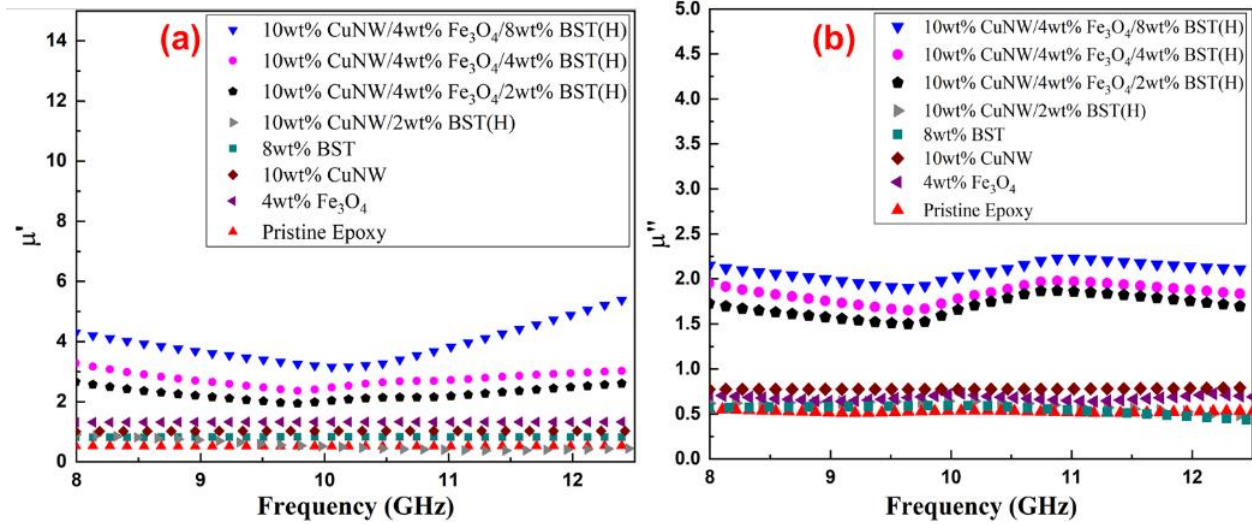 (a)
10wt% CuNW/4wt% Fe₃O₄/8wt% BST(H)
10wt% CuNW/4wt% Fe₃O₄/4wt% BST(H)
10wt% CuNW/4wt% Fe₃O₄/2wt% BST(H)
10wt% CuNW/2wt% BST(H)
8wt% BST
10wt% CuNW
4wt% Fe₃O₄
Pristine Epoxy
14
12
10
8
6
4
2
0
μ'
8
9
10
11
12
Frequency (GHz)
(b)
10wt% CuNW/4wt% Fe₃O₄/8wt% BST(H)
10wt% CuNW/4wt% Fe₃O₄/4wt% BST(H)
10wt% CuNW/4wt% Fe₃O₄/2wt% BST(H)
10wt% CuNW/2wt% BST(H)
8wt% BST
10wt% CuNW
4wt% Fe₃O₄
Pristine Epoxy
5.0
4.5
4.0
3.5
3.0
2.5
2.0
1.5
1.0
0.5
0.0
μ''
8
9
10
11
12
Frequency (GHz)